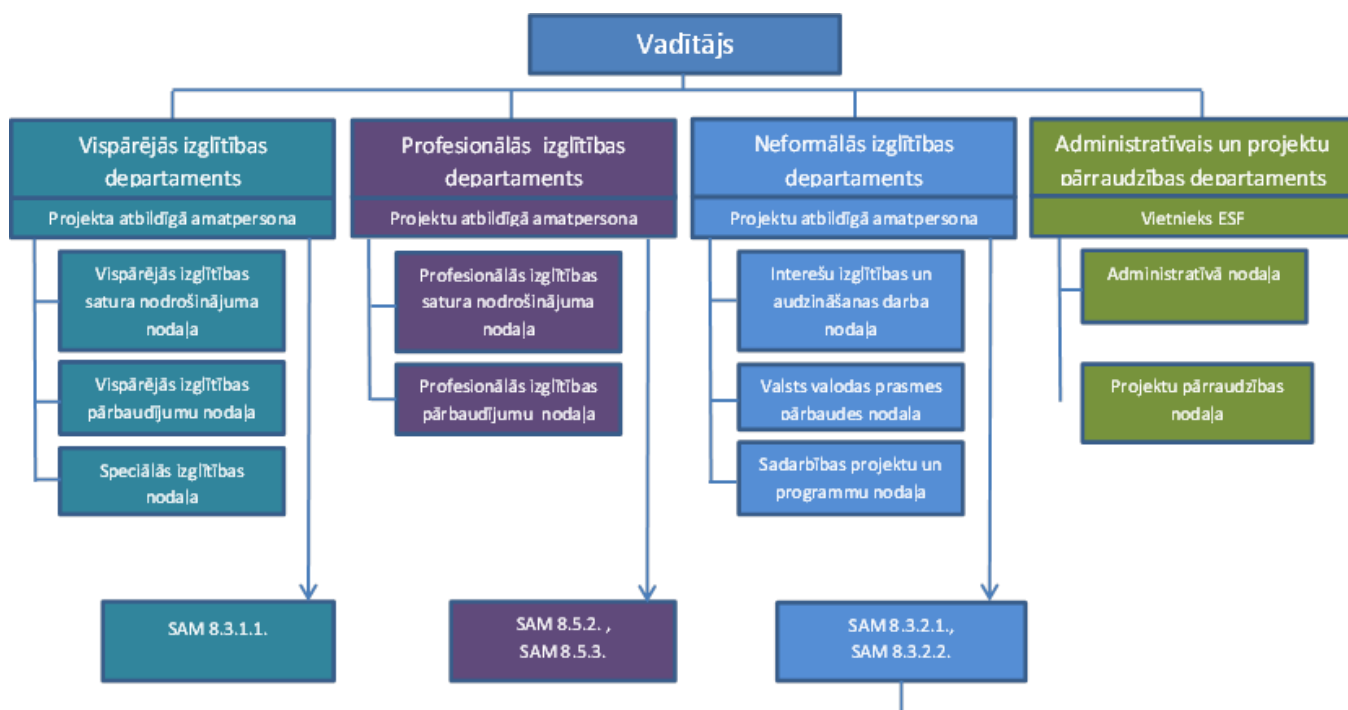 Vadītājs
Vispārējās izglītības
departaments
Projekta atbildīgā amatpersona
Vispārējās izglītības
satura nodrošinājuma
nodaļa
Vispārējās izglītības
pārbaudījumu nodaļa
Speciālās izglītības
nodaļa
SAM 8.3.1.1.
Profesionālās izglītības
departaments
Projektu atbildīgā amatpersona
Profesionālās izglītības
satura nodrošinājuma
nodaļa
Profesionālās izglītības
pārbaudījumu nodaļa
SAM 8.5.2. ,
SAM 8.5.3.
Neformālās izglītības
departaments
Projektu atbildīgā amatpersona
Interešu izglītības un
audzināšanas darba
nodaļa
Valsts valodas prasmes
pārbaudes nodaļa
Sadarbības projektu un
programmu nodaļa
SAM 8.3.2.1.,
SAM 8.3.2.2.
Administratīvais un projektu
pārraudzības departaments
Vietnieks ESF
Administratīvā nodaļa
Projektu pārraudzības
nodaļa